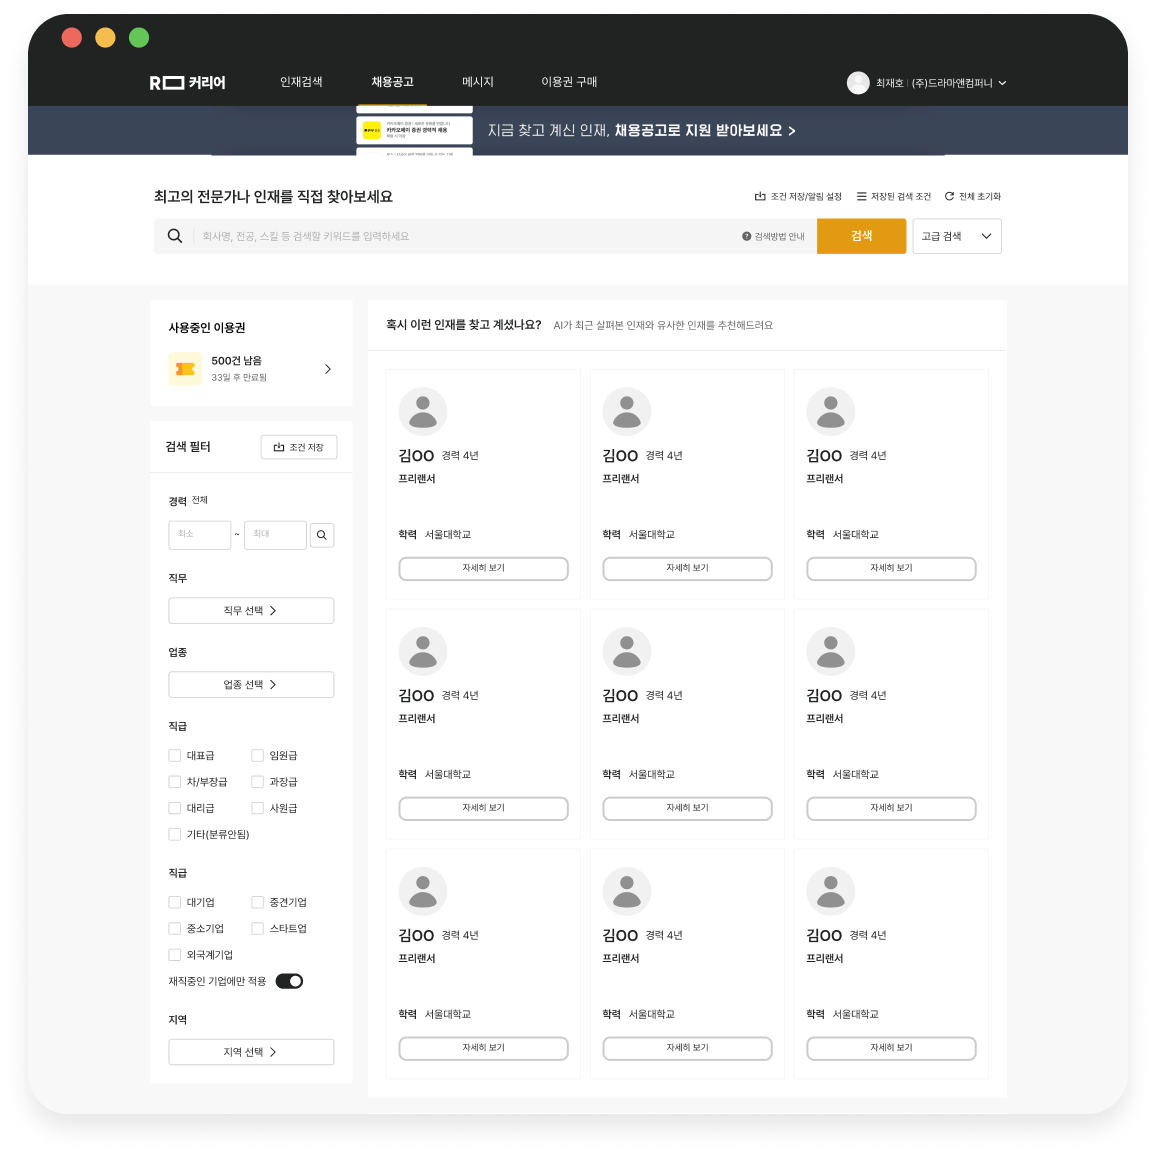 R 커리어
인재검색 채용공고 메시지 이용권 구매
최재호 | (주)드라마앤컴퍼니
카카오페이 증권 경력직 채용
지금 찾고 계신 인재, 채용공고로 지원 받아보세요 >
최고의 전문가나 인재를 직접 찾아보세요
조건 저장/알림 설정 저장된 검색 조건 전체 초기화
회사명, 전공, 스킬 등 검색할 키워드를 입력하세요
? 검색방법 안내
검색
고급 검색
사용중인 이용권
500건 남음
33일 후 만료됨
검색 필터
조건 저장
경력 전체
최소 ~ 최대
직무
직무 선택 >
업종
업종 선택 >
직급
대표급 임원급
차/부장급 과장급
대리급 사원급
기타(분류안됨)
직급
대기업 중견기업
중소기업 스타트업
외국계기업
재직중인 기업에만 적용
지역
지역 선택 >
혹시 이런 인재를 찾고 계셨나요? AI가 최근 살펴본 인재와 유사한 인재를 추천해드려요
김OO 경력 4년
프리랜서
학력 서울대학교
자세히 보기
김OO 경력 4년
프리랜서
학력 서울대학교
자세히 보기
김OO 경력 4년
프리랜서
학력 서울대학교
자세히 보기
김OO 경력 4년
프리랜서
학력 서울대학교
자세히 보기
김OO 경력 4년
프리랜서
학력 서울대학교
자세히 보기
김OO 경력 4년
프리랜서
학력 서울대학교
자세히 보기
김OO 경력 4년
프리랜서
학력 서울대학교
자세히 보기
김OO 경력 4년
프리랜서
학력 서울대학교
자세히 보기
김OO 경력 4년
프리랜서
학력 서울대학교
자세히 보기